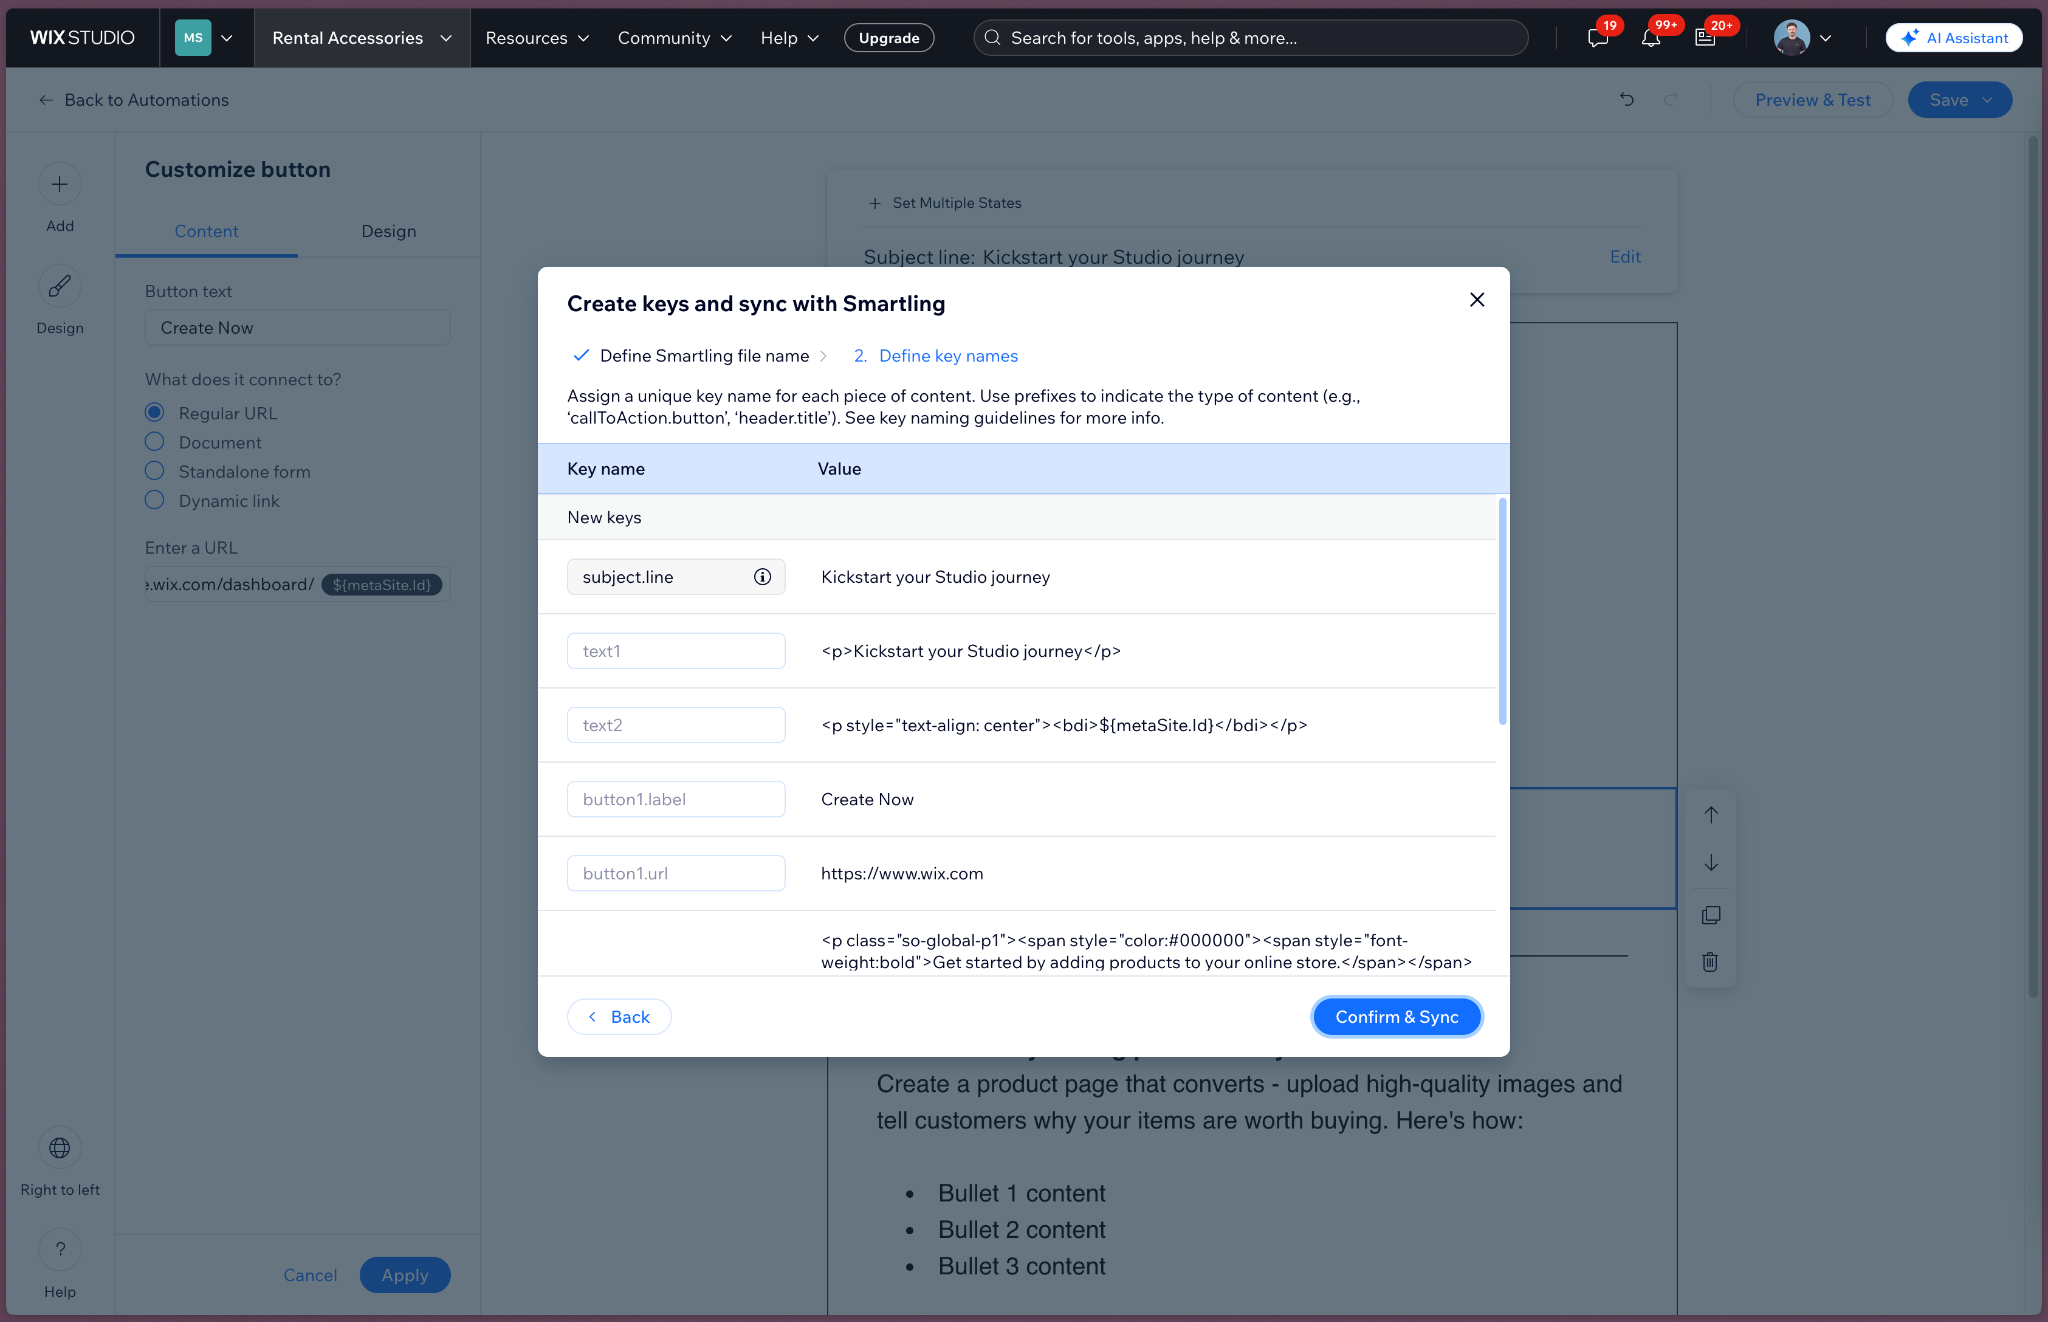 WIX STUDIO
MS
Rental Accessories
Resources
Community
Help
Upgrade
Search for tools, apps, help & more...
19
99+
20+
AI Assistant
Back to Automations
Preview & Test
Save
Add
Design
Customize button
Content
Design
Button text
Create Now
What does it connect to?
Regular URL
Document
Standalone form
Dynamic link
Enter a URL
e.wix.com/dashboard/ ${metaSite.Id}
Set Multiple States
Subject line: Kickstart your Studio journey
Edit
Create keys and sync with Smartling
Define Smartling file name
2. Define key names
Assign a unique key name for each piece of content. Use prefixes to indicate the type of content (e.g.,
‘callToAction.button’, ‘header.title’). See key naming guidelines for more info.
Key name
Value
New keys
subject.line
Kickstart your Studio journey
text1
<p>Kickstart your Studio journey</p>
text2
<p style="text-align: center"><bdi>${metaSite.Id}</bdi></p>
button1.label
Create Now
button1.url
https://www.wix.com
<p class="so-global-p1"><span style="color:#000000"><span style="font-
weight:bold">Get started by adding products to your online store.</span></span>
Back
Confirm & Sync
Create a product page that converts - upload high-quality images and
tell customers why your items are worth buying. Here's how:
• Bullet 1 content
• Bullet 2 content
• Bullet 3 content
Right to left
?
Help
Cancel
Apply